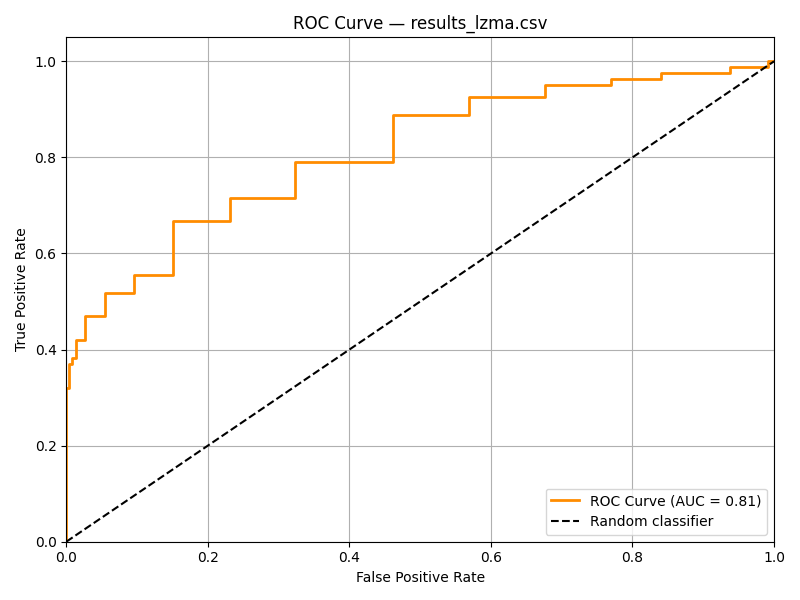 ROC Curve — results_lzma.csv
True Positive Rate
1.0
0.8
0.6
0.4
0.2
0.0
0.0 0.2 0.4 0.6 0.8 1.0
False Positive Rate
ROC Curve (AUC = 0.81)
Random classifier